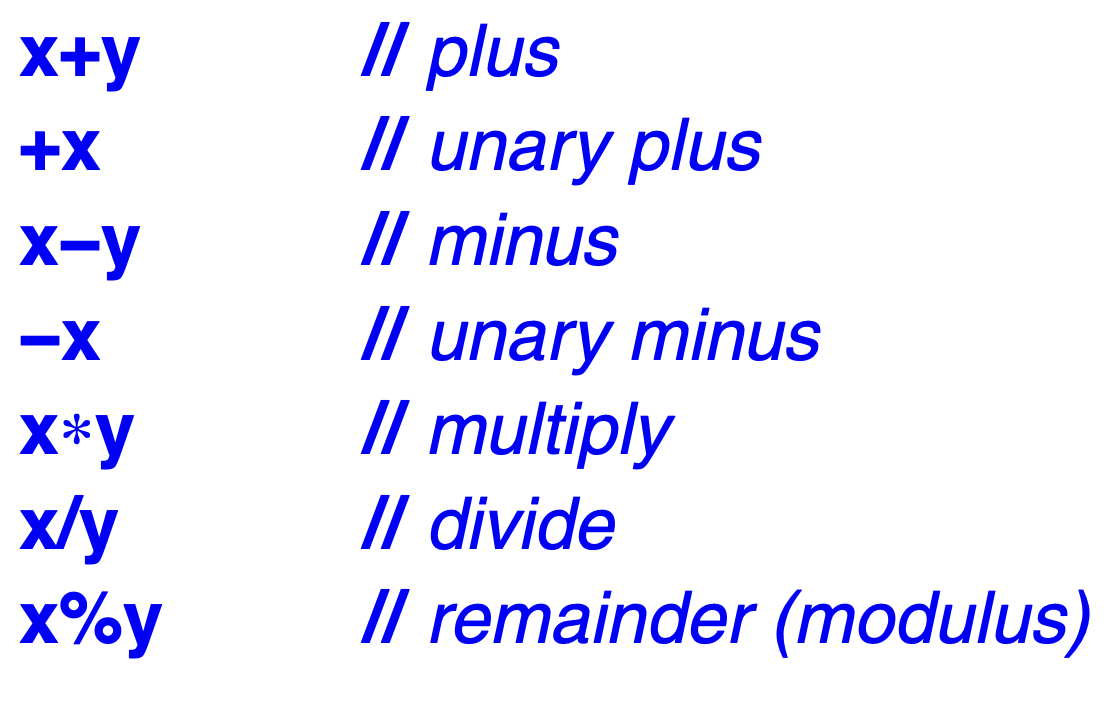 x+y // plus
+x // unary plus
x–y // minus
–x // unary minus
x*y // multiply
x/y // divide
x%y // remainder (modulus)